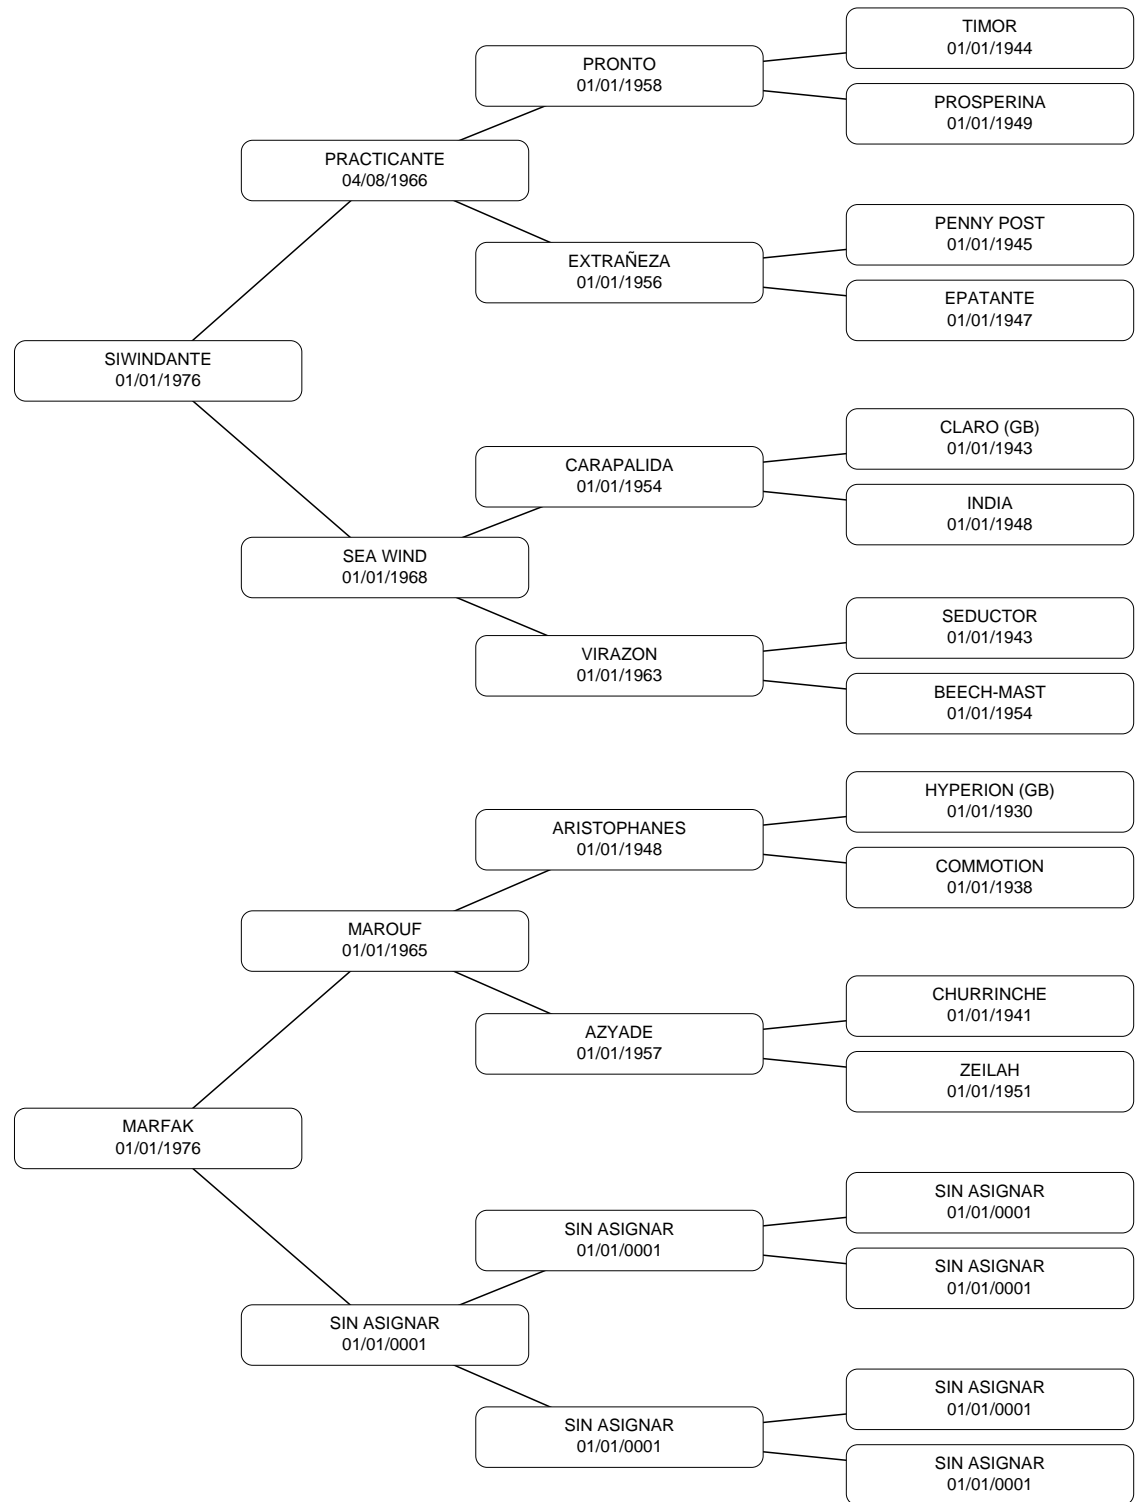 TIMOR
01/01/1944
PRONTO
01/01/1958
PROSPERINA
01/01/1949
PRACTICANTE
04/08/1966
PENNY POST
01/01/1945
EXTRAÑEZA
01/01/1956
EPATANTE
01/01/1947
SIWINDANTE
01/01/1976
CLARO (GB)
01/01/1943
CARAPALIDA
01/01/1954
INDIA
01/01/1948
SEA WIND
01/01/1968
SEDUCTOR
01/01/1943
VIRAZON
01/01/1963
BEECH-MAST
01/01/1954
HYPERION (GB)
01/01/1930
ARISTOPHANES
01/01/1948
COMMOTION
01/01/1938
MAROUF
01/01/1965
CHURRINCHE
01/01/1941
AZYADE
01/01/1957
ZEILAH
01/01/1951
MARFAK
01/01/1976
SIN ASIGNAR
01/01/0001
SIN ASIGNAR
01/01/0001
SIN ASIGNAR
01/01/0001
SIN ASIGNAR
01/01/0001
SIN ASIGNAR
01/01/0001
SIN ASIGNAR
01/01/0001
SIN ASIGNAR
01/01/0001